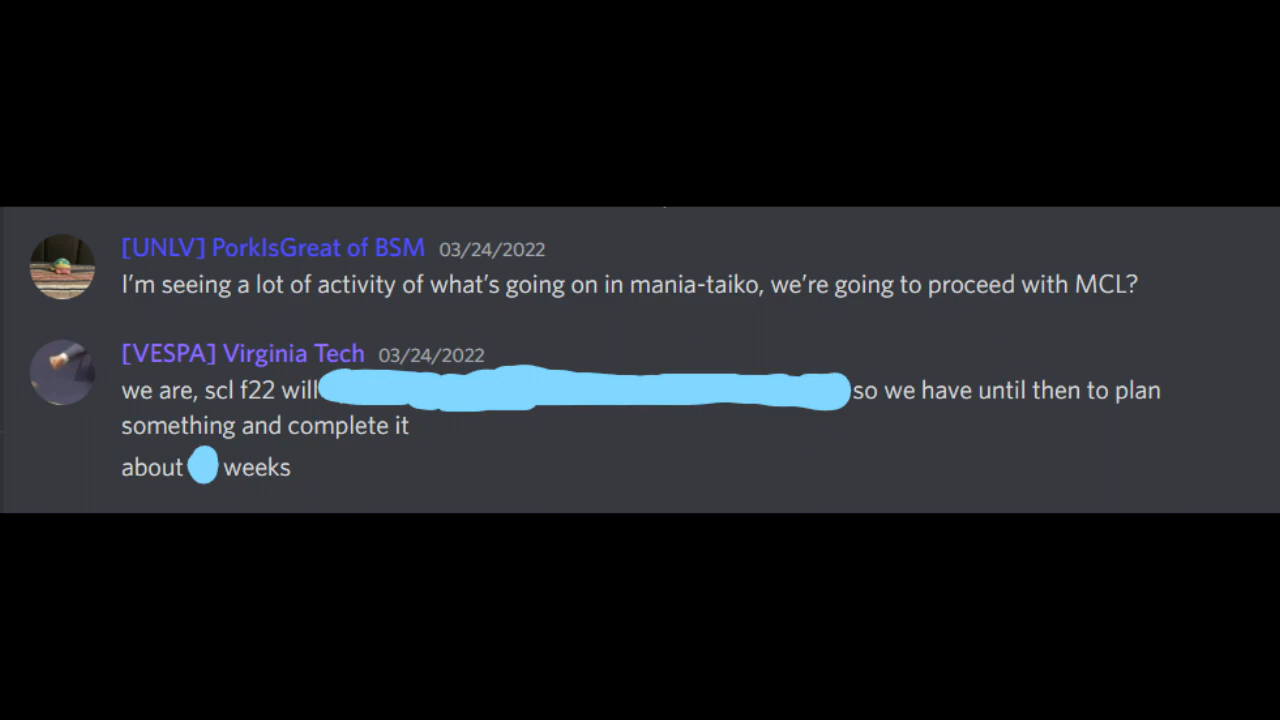 [UNLV] PorkIsGreat of BSM 03/24/2022
I'm seeing a lot of activity of what's going on in mania-taiko, we're going to proceed with MCL?
[VESPA] Virginia Tech 03/24/2022
we are, scl f22 will so we have until then to plan
something and complete it
about weeks